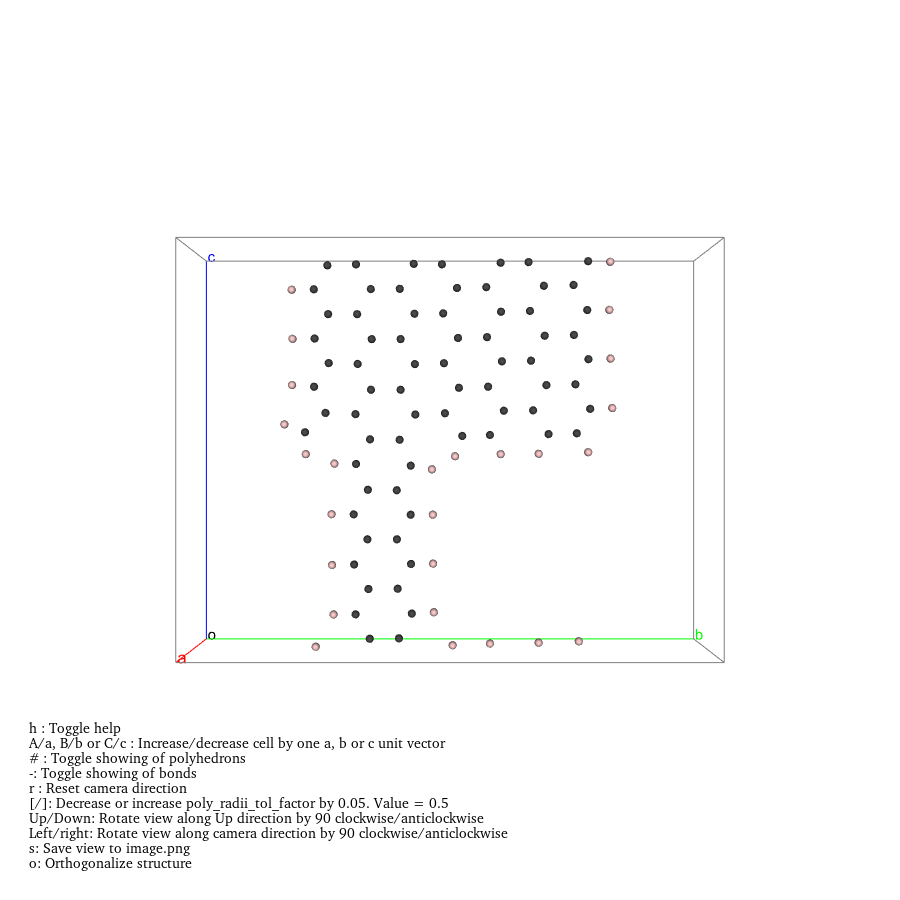 c
o
b
a
h : Toggle help
A/a, B/b or C/c : Increase/decrease cell by one a, b or c unit vector
# : Toggle showing of polyhedrons
-: Toggle showing of bonds
r : Reset camera direction
[/]: Decrease or increase poly_radii_tol_factor by 0.05. Value = 0.5
Up/Down: Rotate view along Up direction by 90 clockwise/anticlockwise
Left/right: Rotate view along camera direction by 90 clockwise/anticlockwise
s: Save view to image.png
o: Orthogonalize structure